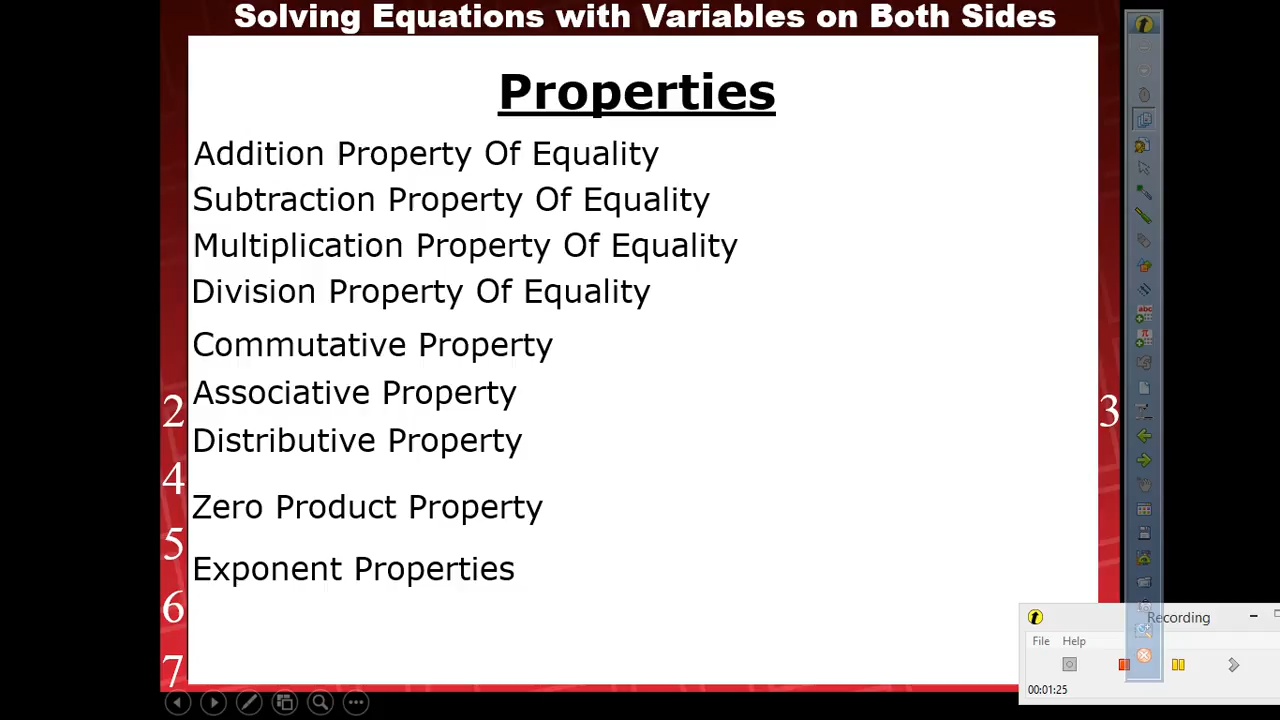 Solving Equations with Variables on Both Sides
Properties
Addition Property Of Equality
Subtraction Property Of Equality
Multiplication Property Of Equality
Division Property Of Equality
Commutative Property
Associative Property
Distributive Property
Zero Product Property
Exponent Properties
2
3
4
5
6
7
Recording
File Help
00:01:25